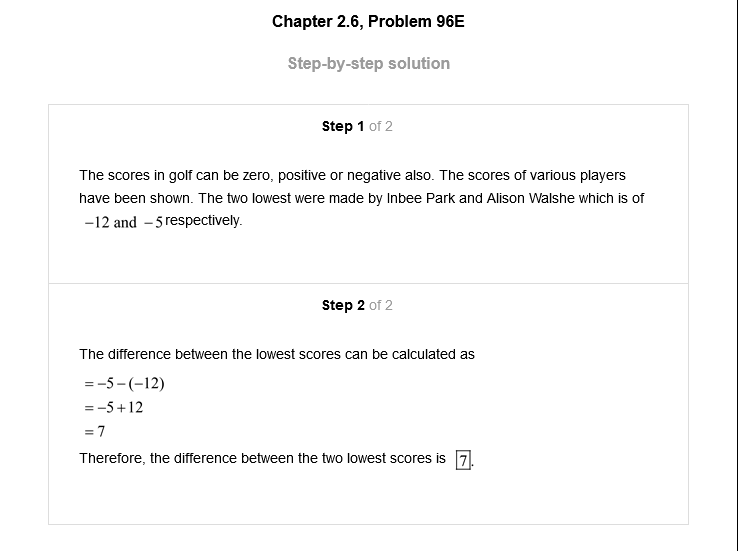 Chapter 2.6, Problem 96E
Step-by-step solution
Step 1 of 2
The scores in golf can be zero, positive or negative also. The scores of various players
have been shown. The two lowest were made by Inbee Park and Alison Walshe which is of
−12 and −5 respectively.
Step 2 of 2
The difference between the lowest scores can be calculated as
=−5−(−12)
=−5+12
=7
Therefore, the difference between the two lowest scores is 7.